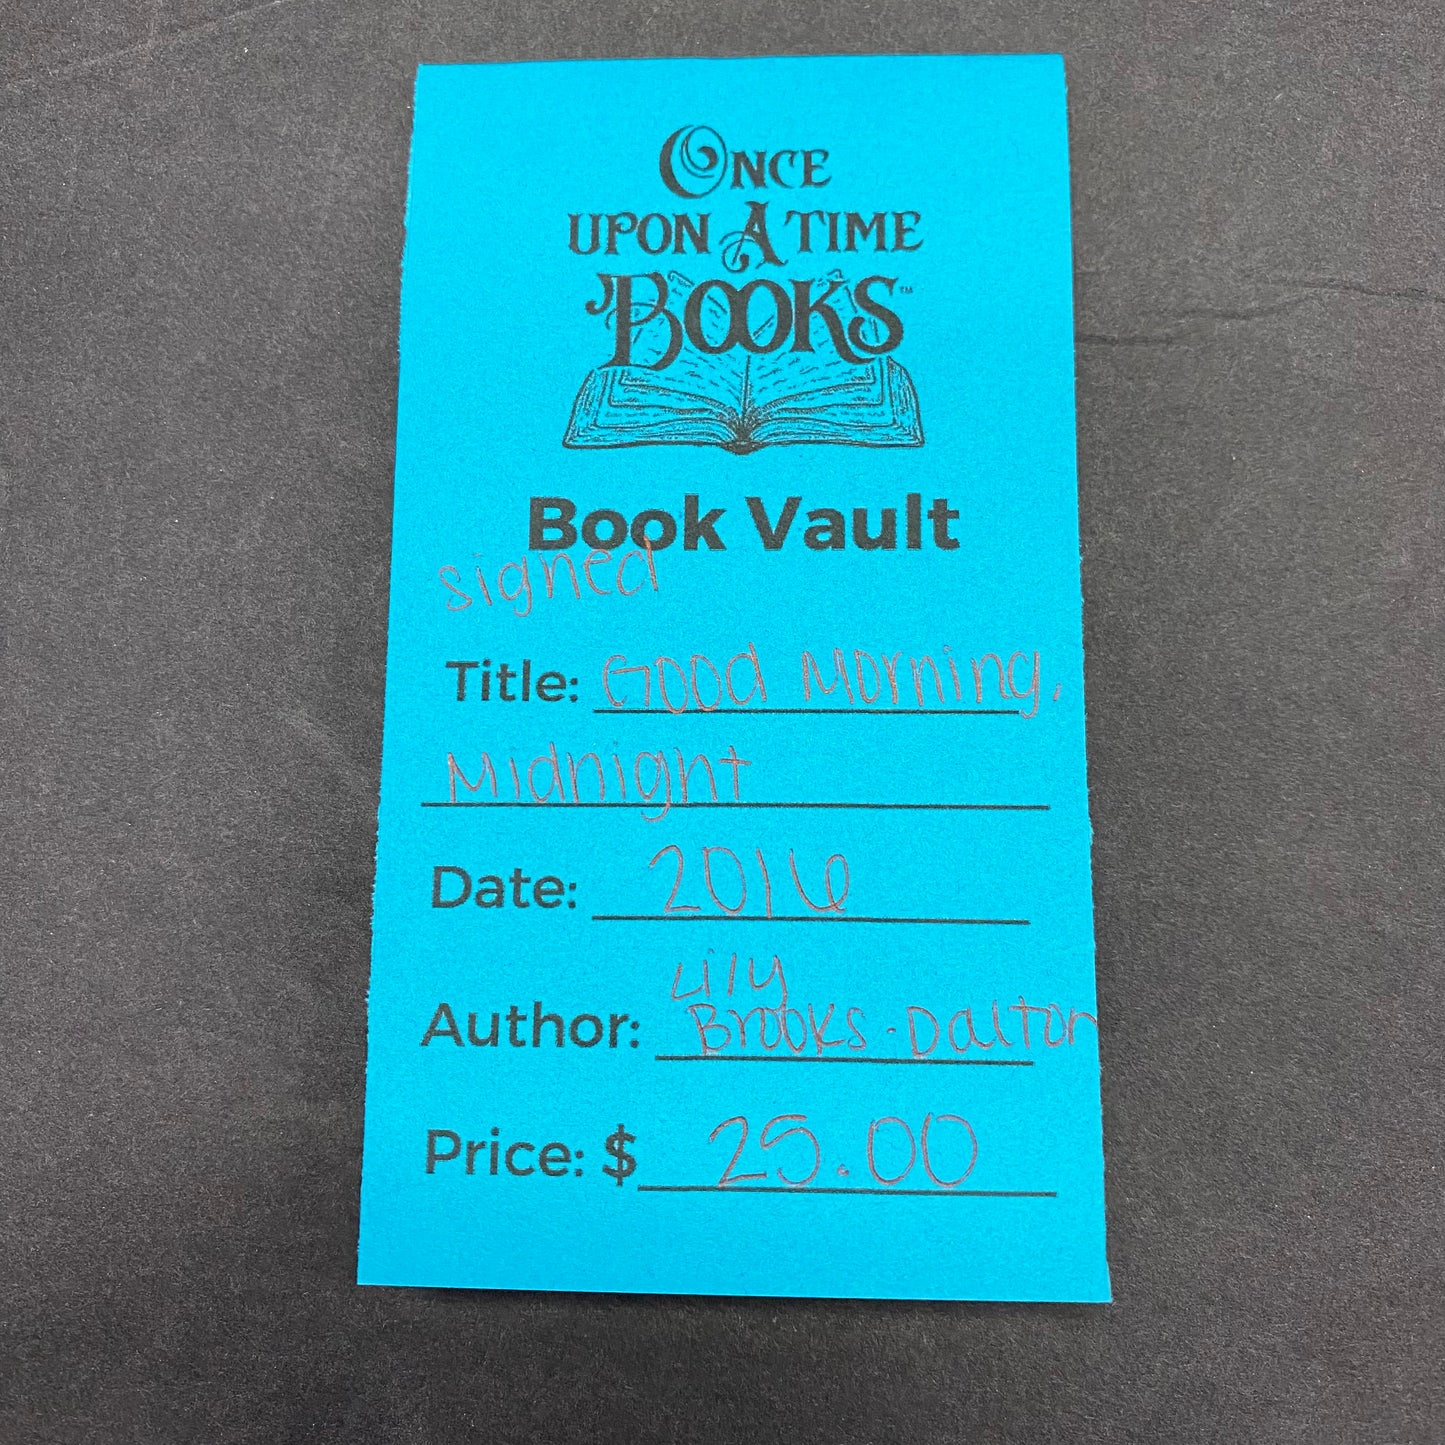 ONCE
UPON A TIME
BOOKS™
Book Vault
signed
Title: Good Morning,
Midnight
Date: 2016
Lily
Author: Brooks-Dalton
Price: $ 25.00